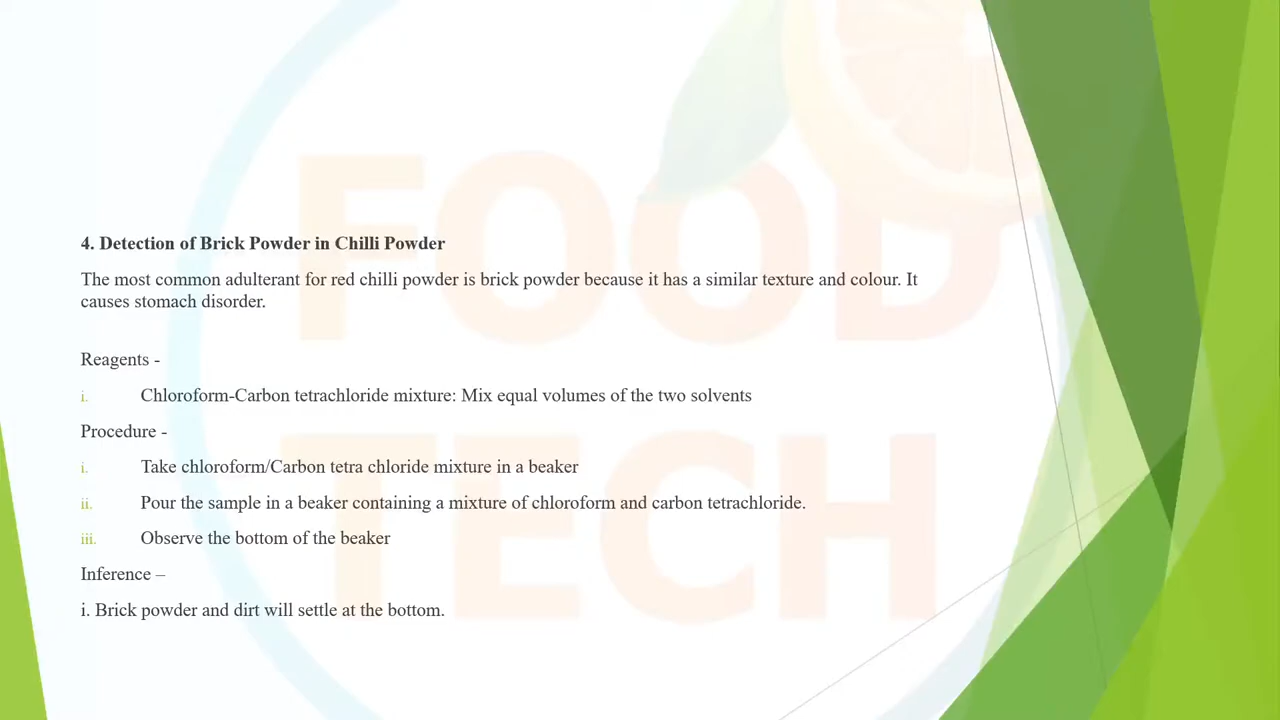 FOOD
TECH
4. Detection of Brick Powder in Chilli Powder
The most common adulterant for red chilli powder is brick powder because it has a similar texture and colour. It
causes stomach disorder.
Reagents -
i. Chloroform-Carbon tetrachloride mixture: Mix equal volumes of the two solvents
Procedure -
i. Take chloroform/Carbon tetra chloride mixture in a beaker
ii. Pour the sample in a beaker containing a mixture of chloroform and carbon tetrachloride.
iii. Observe the bottom of the beaker
Inference –
i. Brick powder and dirt will settle at the bottom.